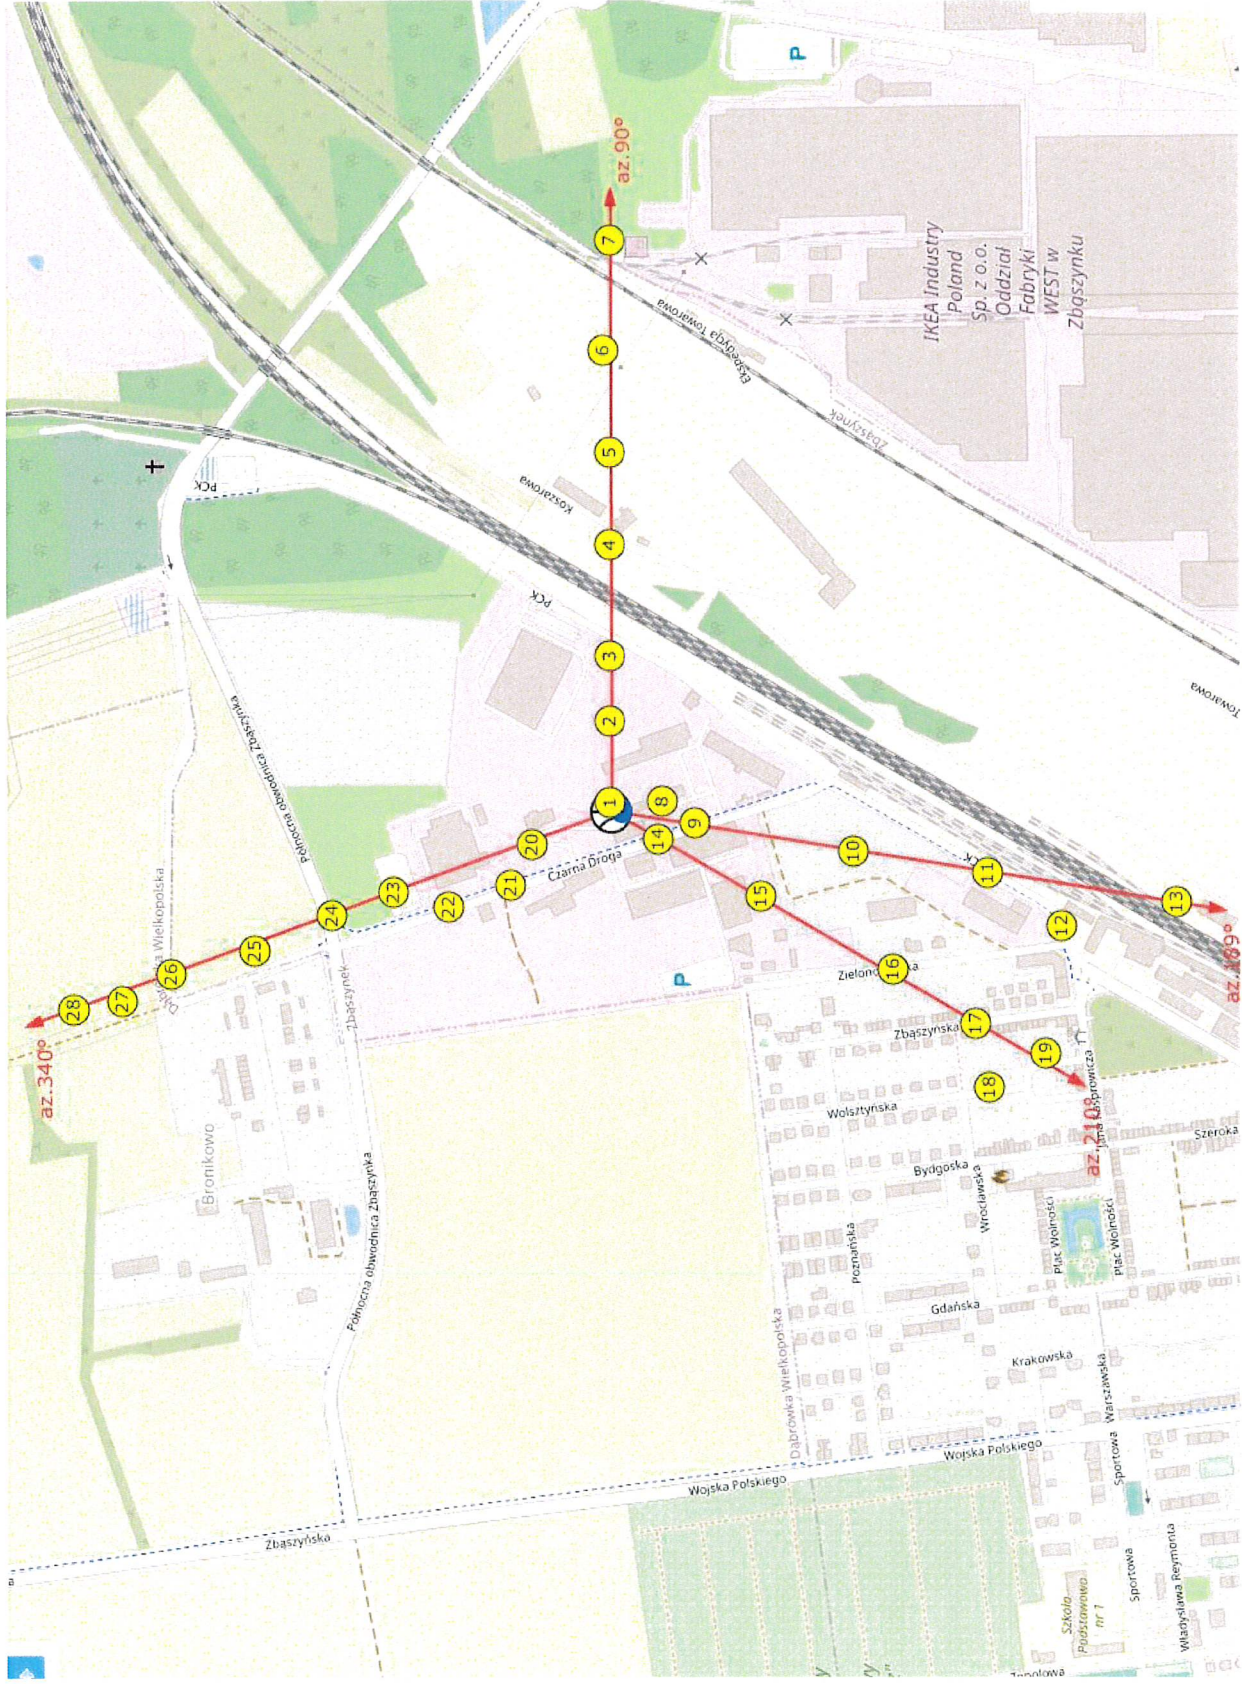 az.90°
P
IKEA Industry
Poland
Sp. z o.o.
Oddział
Fabryki
WEST w
Zbąszynku
Ekspedycja Towarowa
Zbąszynek
Towarowa
PCK
Koszarowa
PCK
Północna obwodnica Zbąszynka
7
6
5
4
3
2
1
8
9
14
10
11
12
13
az.189°
15
16
17
18
19
az.210°
20
21
22
23
24
25
26
27
28
az.340°
Czarna Droga
PCK
Wielkopolska
Zbąszynek
Bronikowo
Północna obwodnica Zbąszynka
P
Zbąszyńska
Wolsztyńska
Bydgoska
Wrocławska
Szeroka
Plac Wolności
Plac Wolności
Poznańska
Gdańska
Krakowska
Warszawska
Dąbrówka Wielkopolska
Wojska Polskiego
Wojska Polskiego
Zbąszyńska
Sportowa
Sportowa
Władysława Reymonta
Szkoła
Podstawowa
nr 1